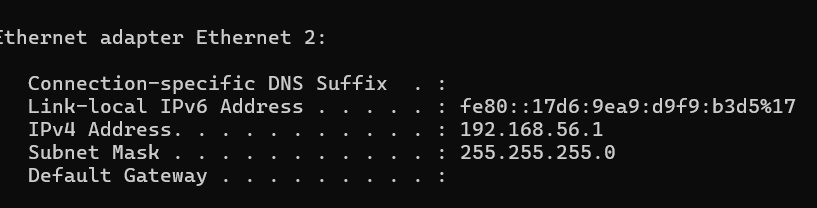 Ethernet adapter Ethernet 2:
Connection-specific DNS Suffix  . :
Link-local IPv6 Address . . . . . : fe80::17d6:9ea9:d9f9:b3d5%17
IPv4 Address. . . . . . . . . . . : 192.168.56.1
Subnet Mask . . . . . . . . . . . : 255.255.255.0
Default Gateway . . . . . . . . . :